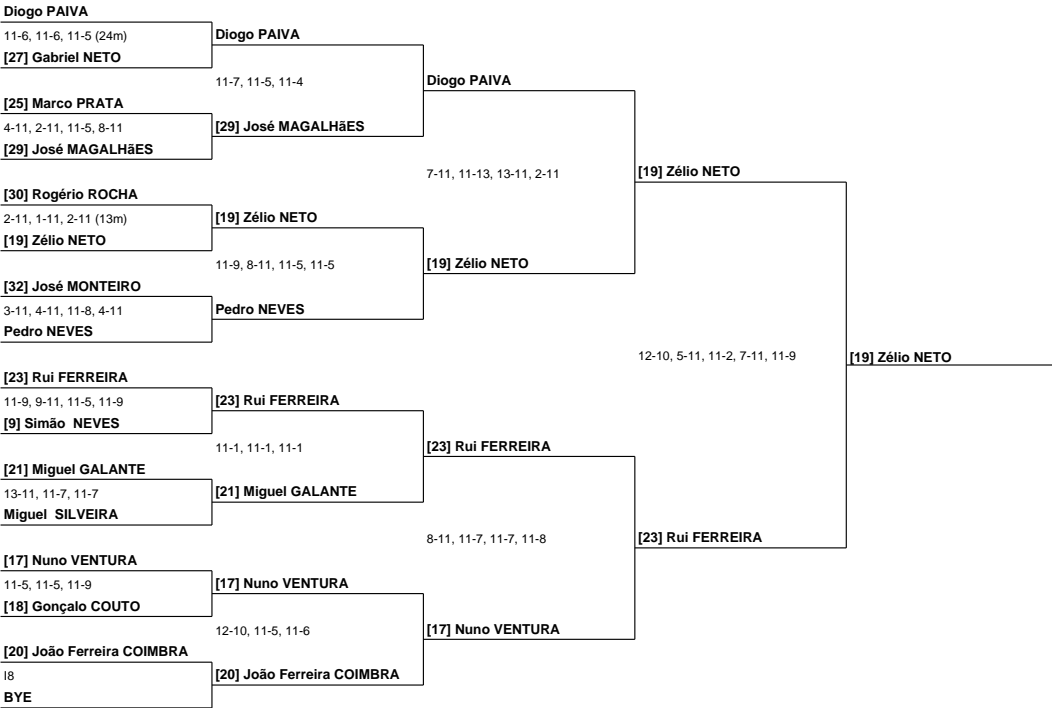 Diogo PAIVA
11-6, 11-6, 11-5 (24m)
[27] Gabriel NETO
[25] Marco PRATA
4-11, 2-11, 11-5, 8-11
[29] José MAGALHãES
[30] Rogério ROCHA
2-11, 1-11, 2-11 (13m)
[19] Zélio NETO
[32] José MONTEIRO
3-11, 4-11, 11-8, 4-11
Pedro NEVES
[23] Rui FERREIRA
11-9, 9-11, 11-5, 11-9
[9] Simão  NEVES
[21] Miguel GALANTE
13-11, 11-7, 11-7
Miguel  SILVEIRA
[17] Nuno VENTURA
11-5, 11-5, 11-9
[18] Gonçalo COUTO
[20] João Ferreira COIMBRA
I8
BYE
Diogo PAIVA
11-7, 11-5, 11-4
[29] José MAGALHãES
[19] Zélio NETO
11-9, 8-11, 11-5, 11-5
Pedro NEVES
[23] Rui FERREIRA
11-1, 11-1, 11-1
[21] Miguel GALANTE
[17] Nuno VENTURA
12-10, 11-5, 11-6
[20] João Ferreira COIMBRA
Diogo PAIVA
7-11, 11-13, 13-11, 2-11
[19] Zélio NETO
[23] Rui FERREIRA
8-11, 11-7, 11-7, 11-8
[17] Nuno VENTURA
[19] Zélio NETO
12-10, 5-11, 11-2, 7-11, 11-9
[23] Rui FERREIRA
[19] Zélio NETO